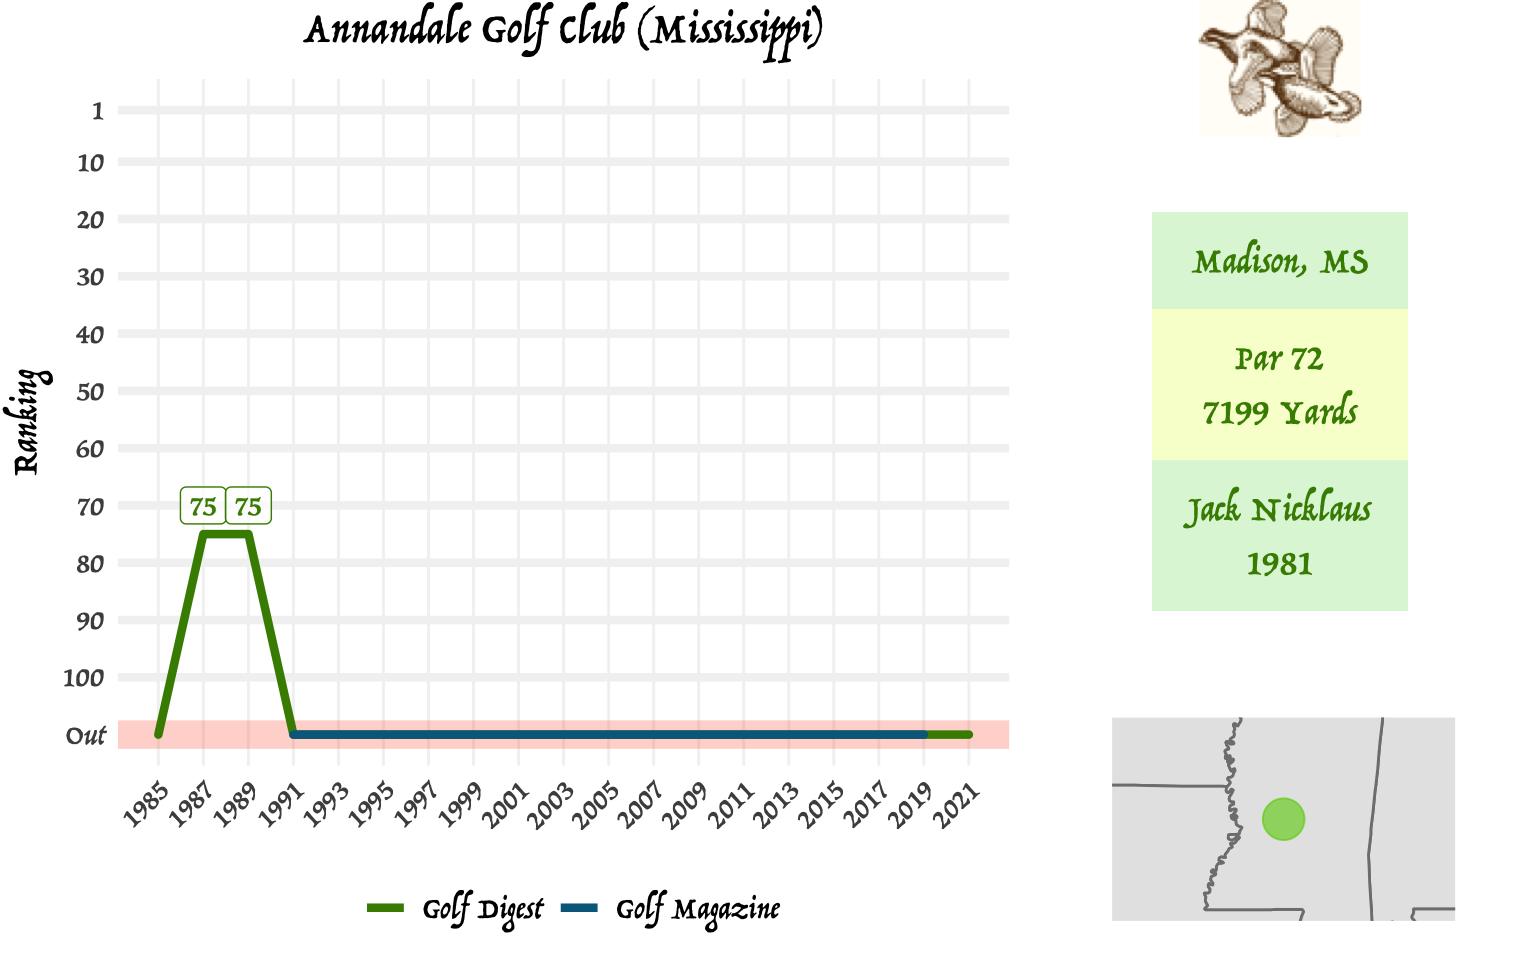 Annandale Golf Club (Mississippi)
Ranking
1
10
20
30
40
50
60
70
80
90
100
Out
75 75
1985 1987 1989 1991 1993 1995 1997 1999 2001 2003 2005 2007 2009 2011 2013 2015 2017 2019 2021
Golf Digest Golf Magazine
Madison, MS
Par 72
7199 Yards
Jack Nicklaus
1981